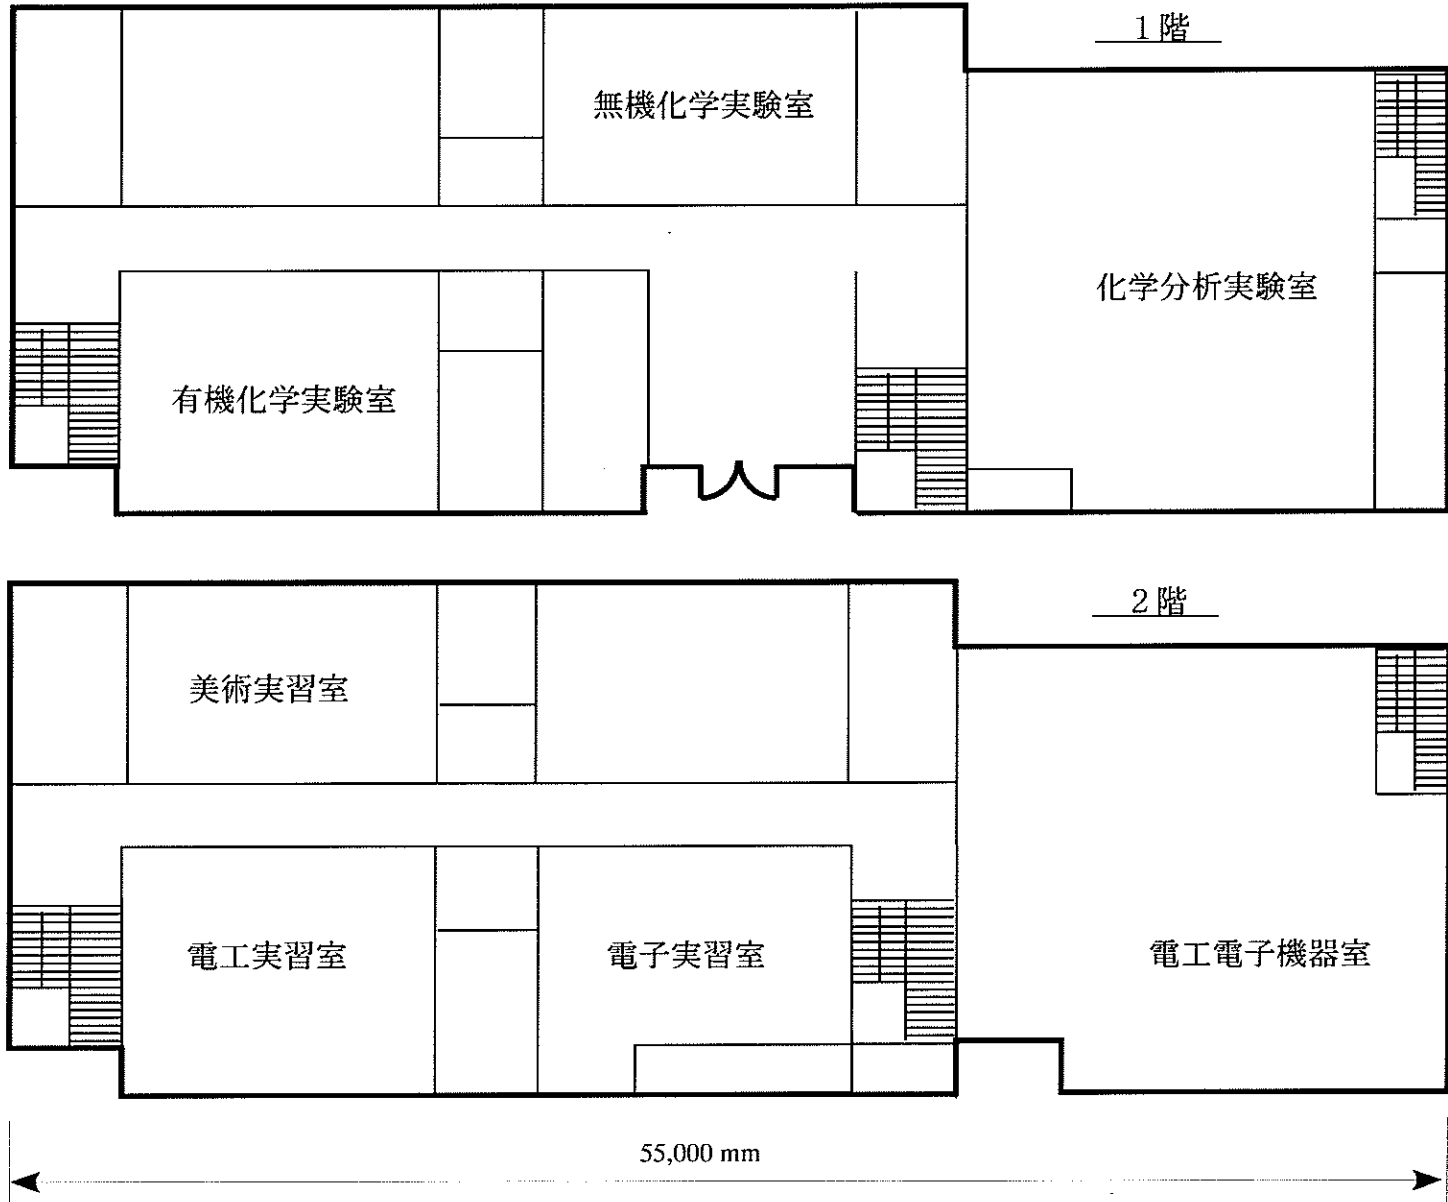 1階
無機化学実験室
化学分析実験室
有機化学実験室
2階
美術実習室
電工実習室
電子実習室
電工電子機器室
55,000 mm